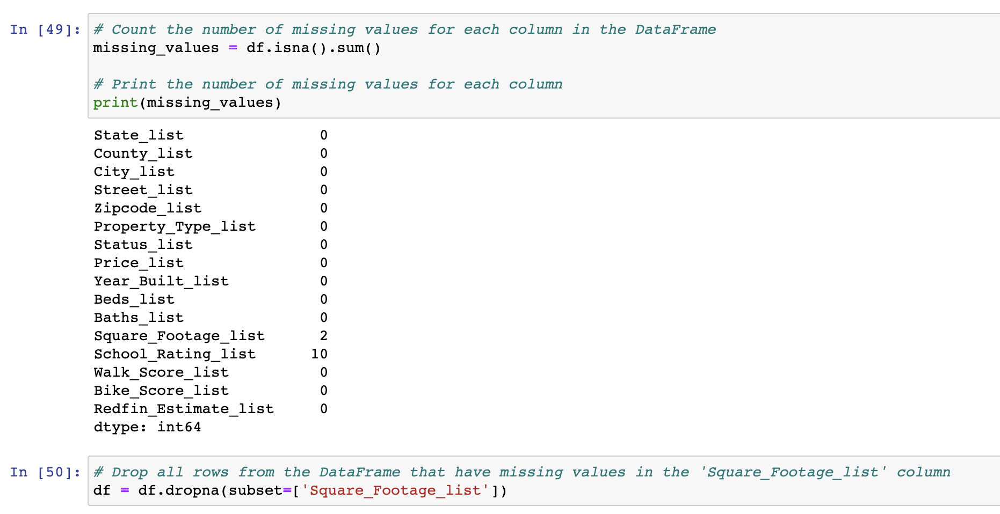 In [49]:
# Count the number of missing values for each column in the DataFrame
missing_values = df.isna().sum()
# Print the number of missing values for each column
print(missing_values)
State_list 0
County_list 0
City_list 0
Street_list 0
Zipcode_list 0
Property_Type_list 0
Status_list 0
Price_list 0
Year_Built_list 0
Beds_list 0
Baths_list 0
Square_Footage_list 2
School_Rating_list 10
Walk_Score_list 0
Bike_Score_list 0
Redfin_Estimate_list 0
dtype: int64
In [50]:
# Drop all rows from the DataFrame that have missing values in the 'Square_Footage_list' column
df = df.dropna(subset=['Square_Footage_list'])